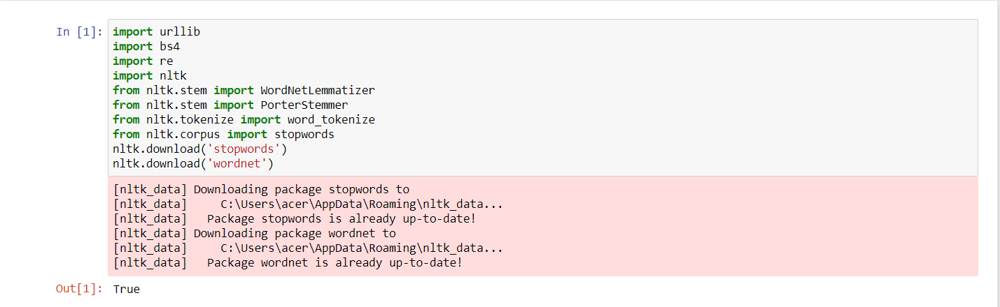 In [1]: import urllib
import bs4
import re
import nltk
from nltk.stem import WordNetLemmatizer
from nltk.stem import PorterStemmer
from nltk.tokenize import word_tokenize
from nltk.corpus import stopwords
nltk.download('stopwords')
nltk.download('wordnet')
[nltk_data] Downloading package stopwords to
[nltk_data]     C:\Users\acer\AppData\Roaming\nltk_data...
[nltk_data]   Package stopwords is already up-to-date!
[nltk_data] Downloading package wordnet to
[nltk_data]     C:\Users\acer\AppData\Roaming\nltk_data...
[nltk_data]   Package wordnet is already up-to-date!
Out[1]: True